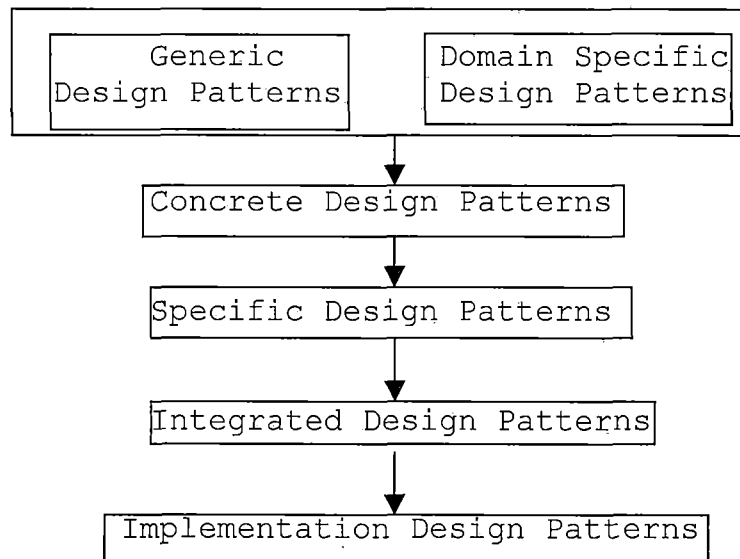 Generic
Design Patterns
Domain Specific
Design Patterns
Concrete Design Patterns
Specific Design Patterns
Integrated Design Patterns
Implementation Design Patterns